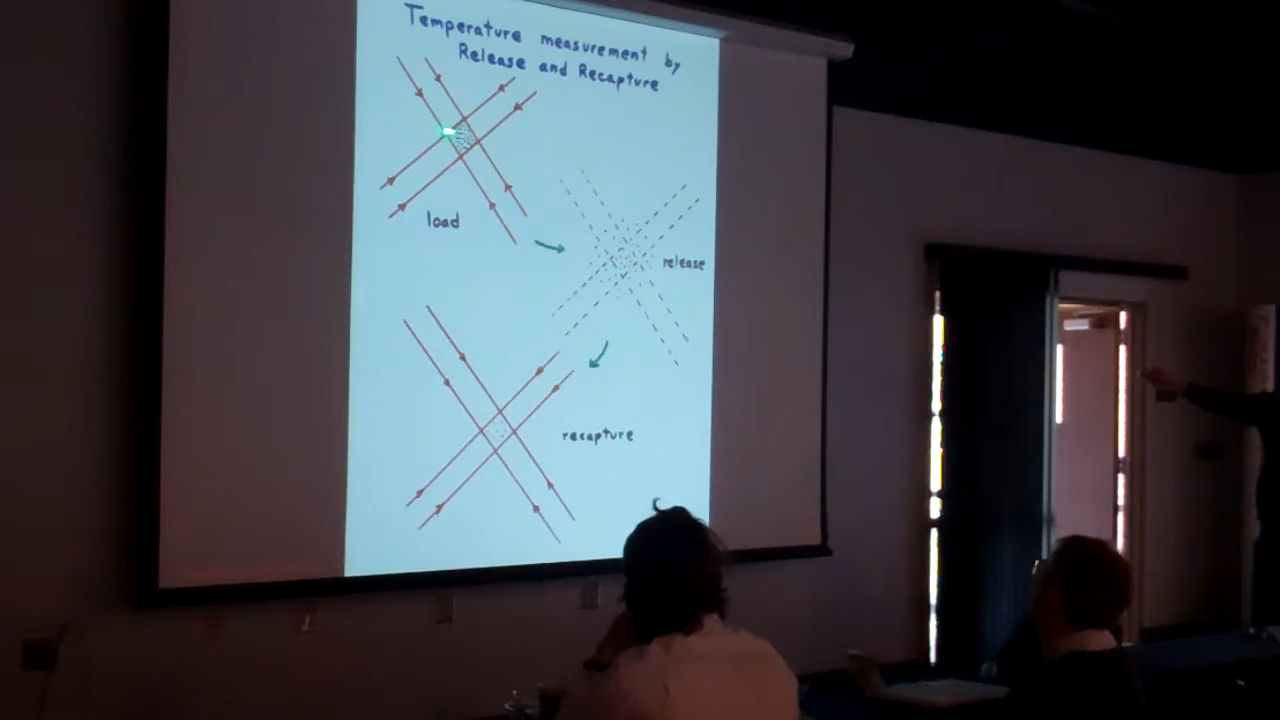 Temperature measurement by
Release and Recapture
load
release
recapture